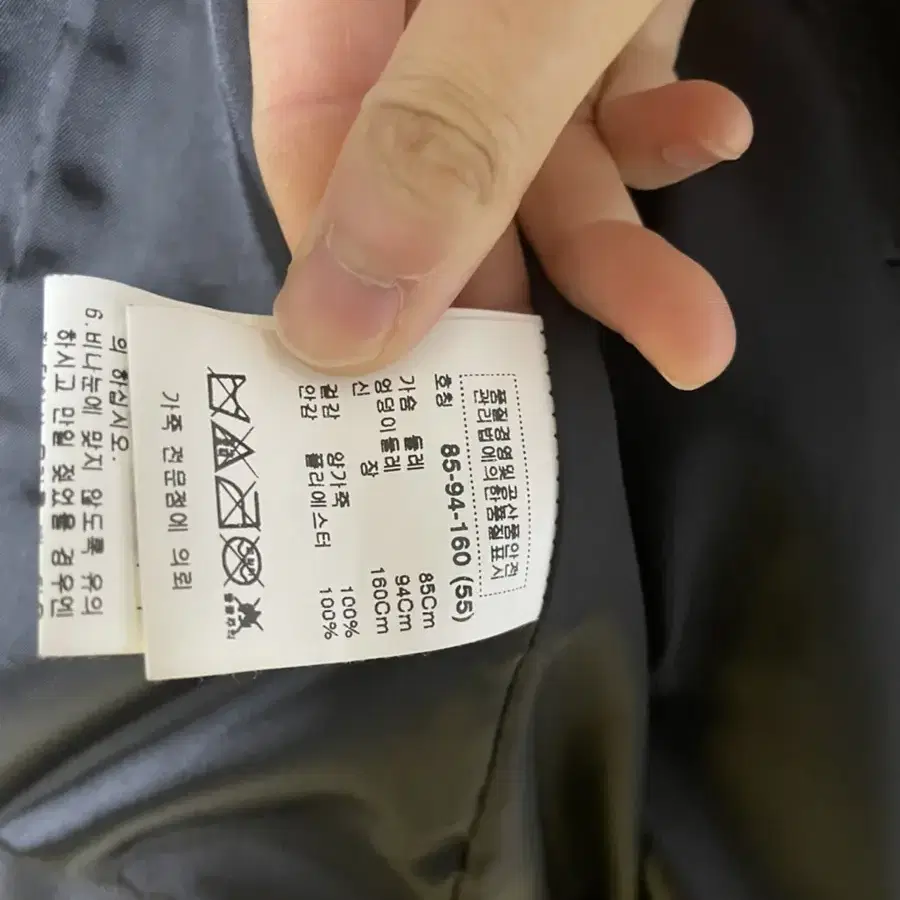 품질경영및공산품안전
관리법에의한품질표시
호칭 85-94-160 (55)
가슴 둘레 85Cm
엉덩이둘레 94Cm
신 장 160Cm
겉감 양가죽 100%
안감 폴리에스터 100%
가죽 전문점에 의뢰
의 하십시오.
6.비나눈에 맞지 않도록 유의
하시고 만일 젖었을 경우엔